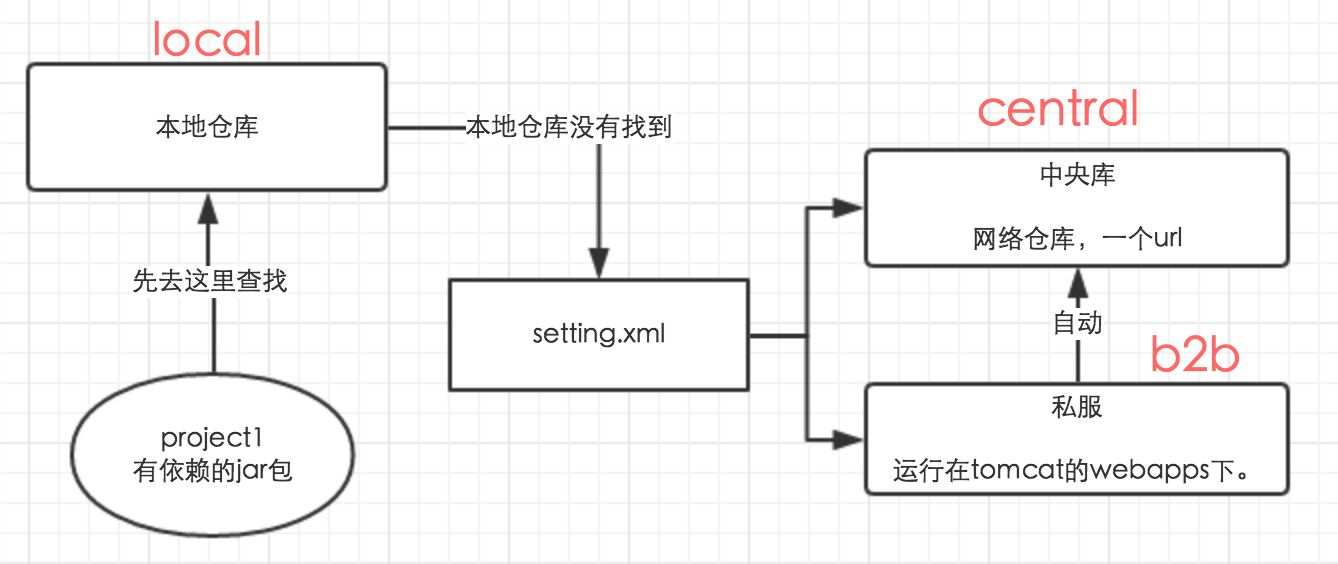 local
本地仓库
本地仓库没有找到
先去这里查找
project1
有依赖的jar包
setting.xml
central
中央库
网络仓库，一个url
自动
b2b
私服
运行在tomcat的webapps下。